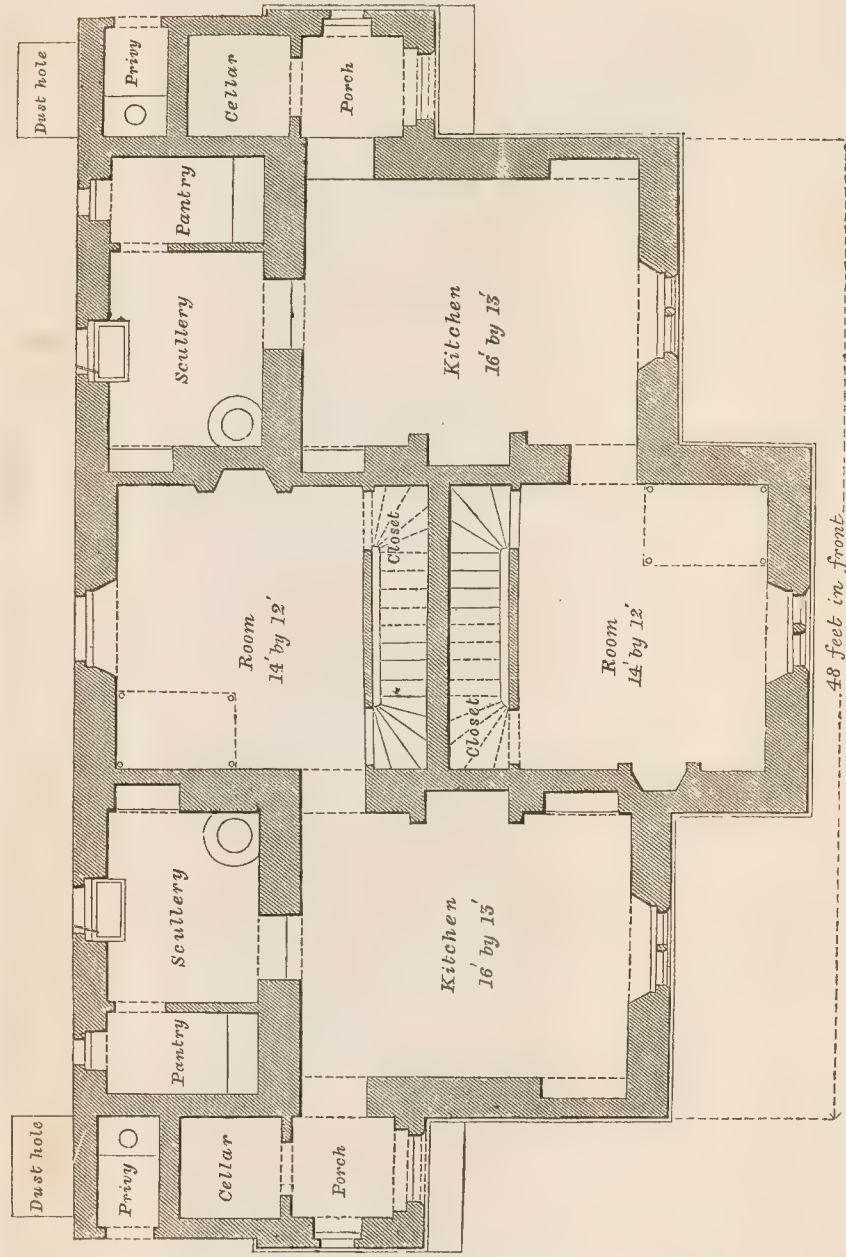 Dust hole
Dust hole
Privy
Pantry
Scullery
Scullery
Pantry
Privy
Cellar
Room
14' by 12'
Cellar
Porch
Closet
Porch
Kitchen
16' by 13'
Closet
Kitchen
16' by 13'
Room
14' by 12'
48 feet in front